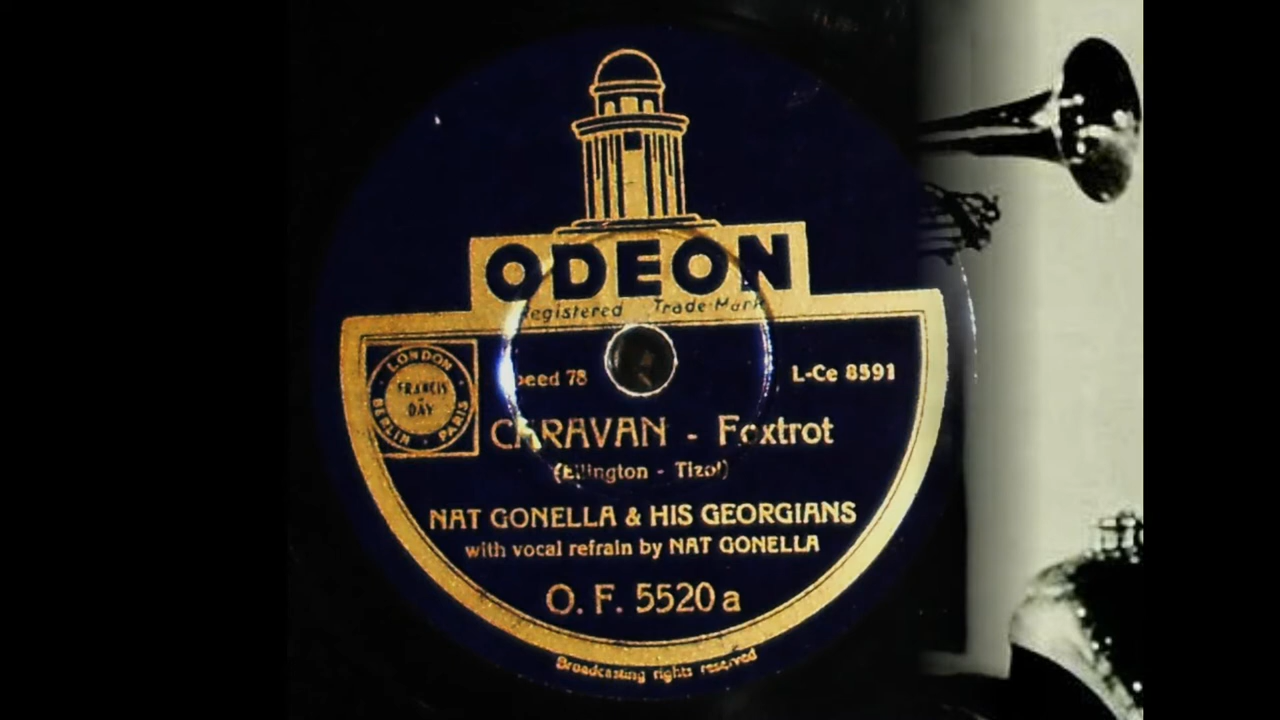 ODEON
Registered Trade-Mark
LONDON
FRANCIS
DAY
BERLIN · PARIS
Speed 78
L-Ce 8591
CARAVAN - Foxtrot
(Ellington - Tizol)
NAT GONELLA & HIS GEORGIANS
with vocal refrain by NAT GONELLA
O. F. 5520 a
Broadcasting rights reserved